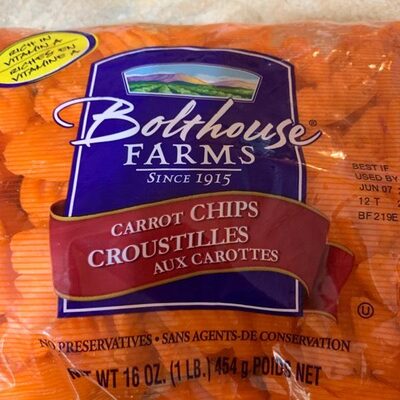 RICH IN
VITAMIN A
RICHES EN
VITAMINE A
Bolthouse®
FARMS
SINCE 1915
CARROT CHIPS
CROUSTILLES
AUX CAROTTES
BEST IF
USED BY
JUN 07
12 T
BF219E
U
NO PRESERVATIVES • SANS AGENTS-DE CONSERVATION
NET WT 16 OZ. (1 LB.) 454 g POIDS NET